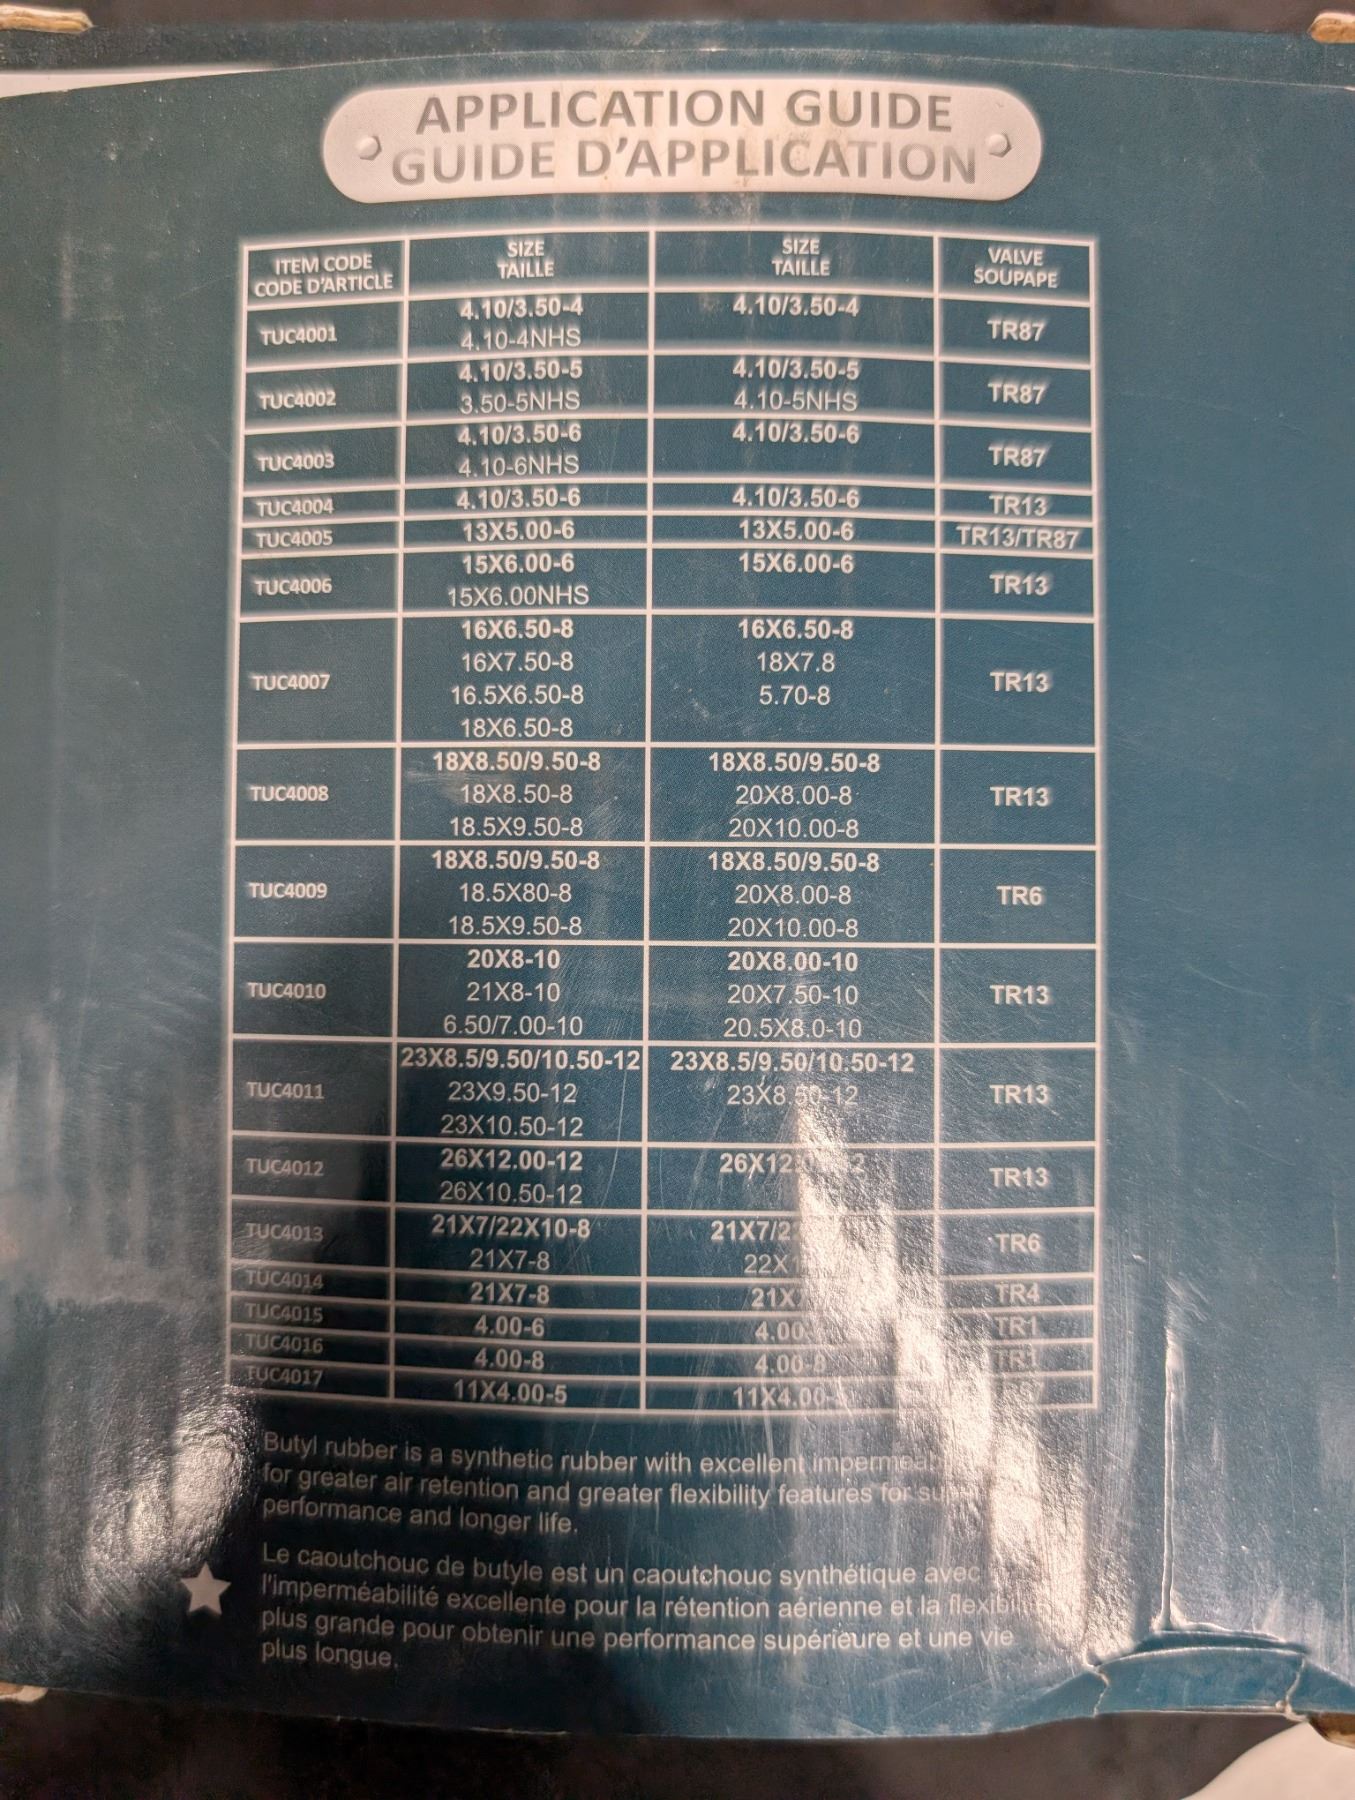 APPLICATION GUIDE
GUIDE D'APPLICATION
ITEM CODE SIZE SIZE VALVE
CODE D'ARTICLE TAILLE TAILLE SOUPAPE
TUC4001 4.10/3.50-4 4.10/3.50-4 TR87
4.10-4NHS
TUC4002 4.10/3.50-5 4.10/3.50-5 TR87
3.50-5NHS 4.10-5NHS
TUC4003 4.10/3.50-6 4.10/3.50-6 TR87
4.10-6NHS
TUC4004 4.10/3.50-6 4.10/3.50-6 TR13
TUC4005 13X5.00-6 13X5.00-6 TR13/TR87
TUC4006 15X6.00-6 15X6.00-6 TR13
15X6.00NHS
TUC4007 16X6.50-8 16X6.50-8 TR13
16X7.50-8 18X7.8
16.5X6.50-8 5.70-8
18X6.50-8
TUC4008 18X8.50/9.50-8 18X8.50/9.50-8 TR13
18X8.50-8 20X8.00-8
18.5X9.50-8 20X10.00-8
TUC4009 18X8.50/9.50-8 18X8.50/9.50-8 TR6
18.5X80-8 20X8.00-8
18.5X9.50-8 20X10.00-8
TUC4010 20X8-10 20X8.00-10 TR13
21X8-10 20X7.50-10
6.50/7.00-10 20.5X8.0-10
TUC4011 23X8.5/9.50/10.50-12 23X8.5/9.50/10.50-12 TR13
23X9.50-12 23X8.50-12
23X10.50-12
TUC4012 26X12.00-12 TR13
26X10.50-12
TUC4013 21X7/22X10-8 TR6
21X7-8
TUC4014 21X7-8 TR4
TUC4015 4.00-6 TR1
TUC4016 4.00-8 4.00-8 TR1
TUC4017 11X4.00-5
Butyl rubber is a synthetic rubber with excellent
for greater air retention and greater flexibility features for
performance and longer life.
Le caoutchouc de butyle est un caoutchouc synthétique avec
l'imperméabilité excellente pour la rétention aérienne et la
plus grande pour obtenir une performance supérieure et une vie
plus longue.